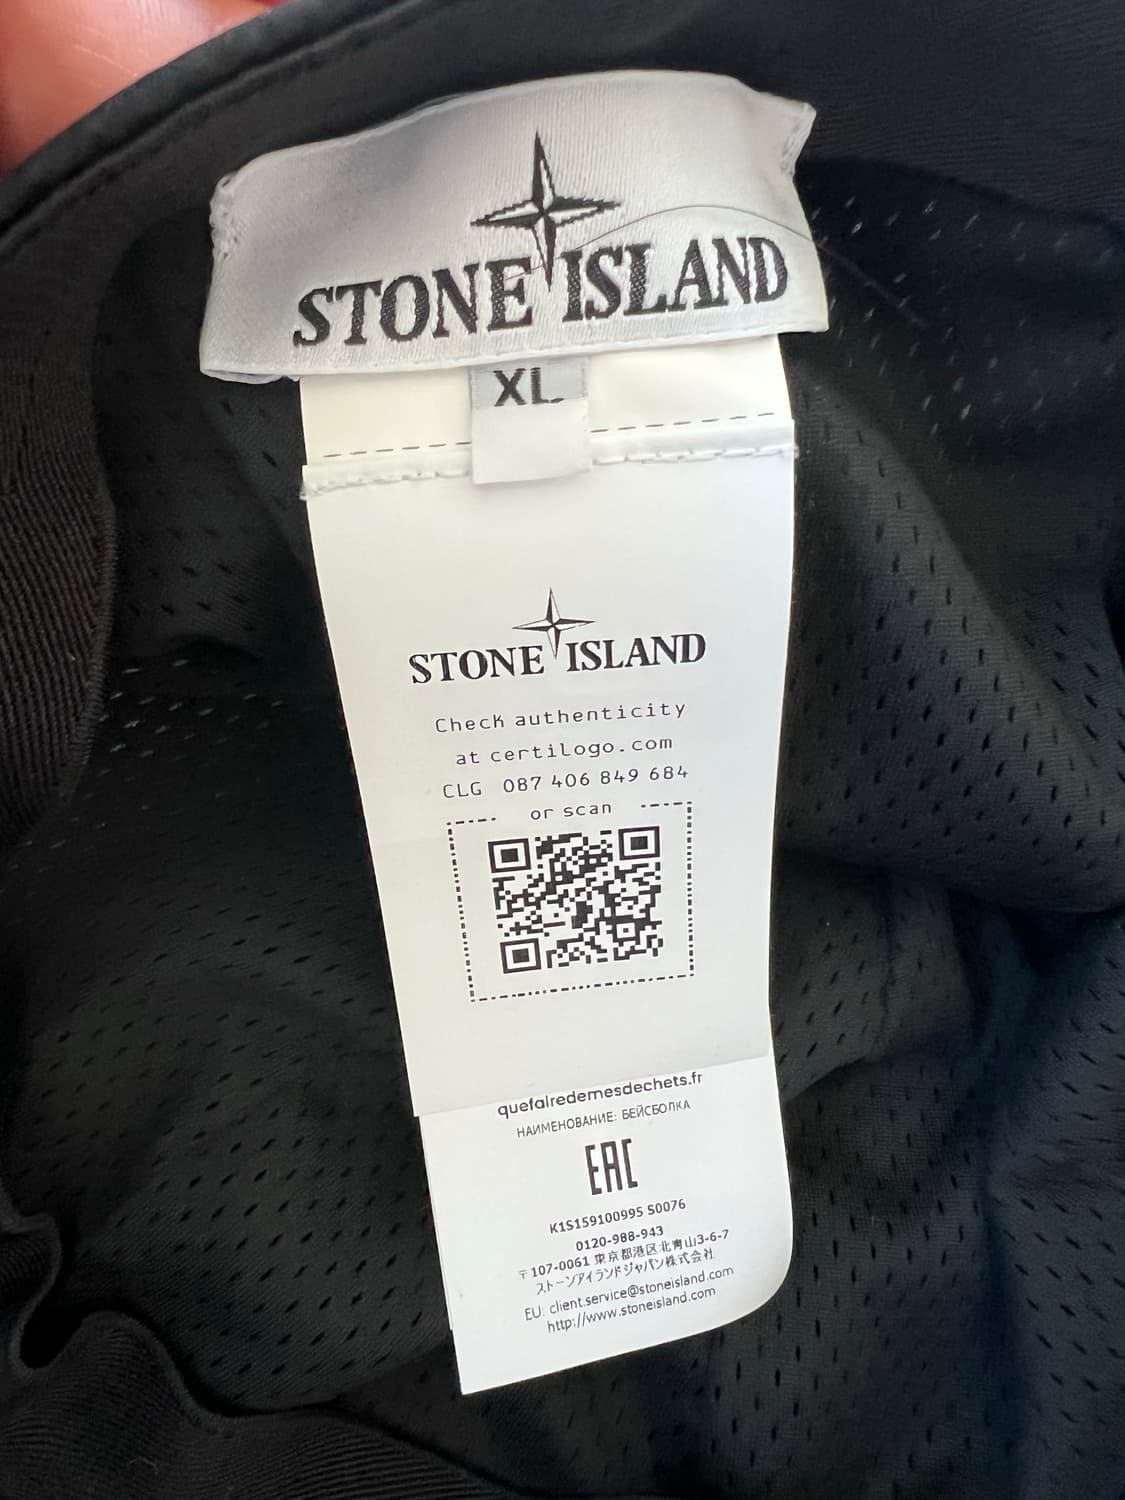 STONE ISLAND
XL
STONE ISLAND
Check authenticity
at certilogo.com
CLG 087 406 849 684
or scan
quefairedemesdechets.fr
НАИМЕНОВАНИЕ: БЕЙСБОЛКА
EAC
K1S159100995 S0076
0120-988-943
〒107-0061 東京都港区北青山3-6-7
ストーンアイランドジャパン株式会社
EU: client.service@stoneisland.com
http://www.stoneisland.com